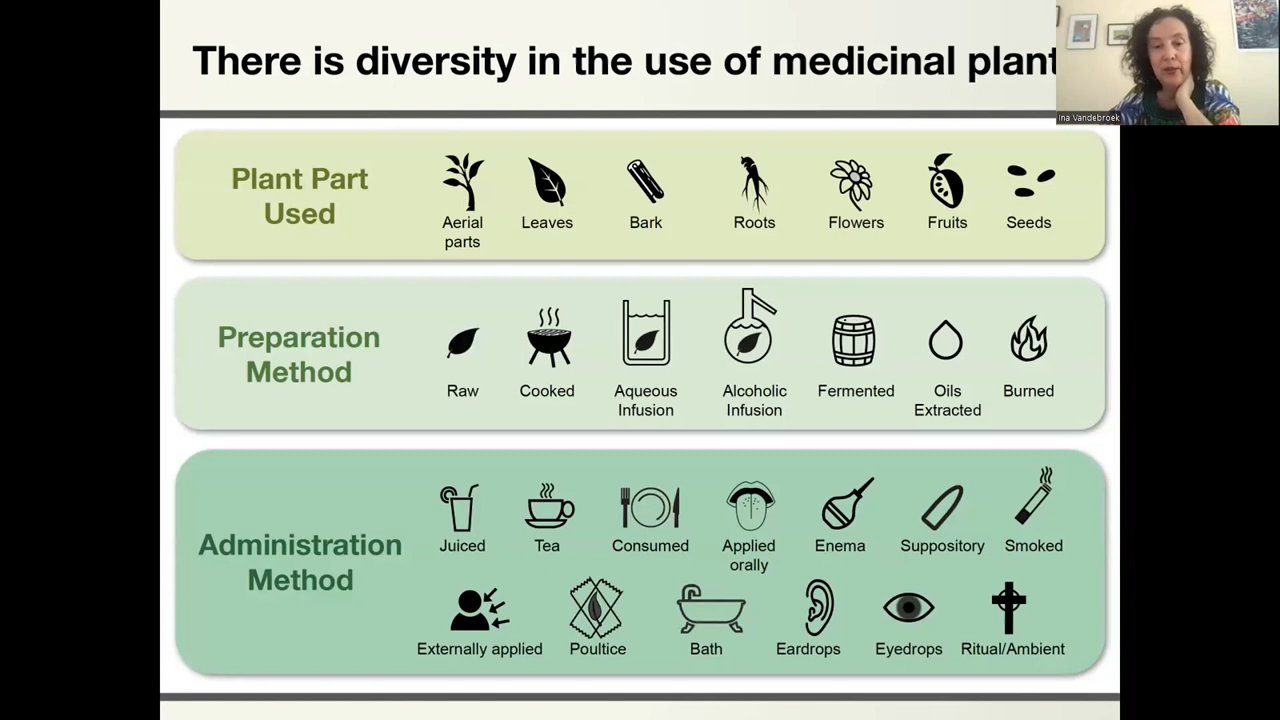 There is diversity in the use of medicinal plant
Ina Vandebroek
Plant Part
Used
Aerial
parts
Leaves
Bark
Roots
Flowers
Fruits
Seeds
Preparation
Method
Raw
Cooked
Aqueous
Infusion
Alcoholic
Infusion
Fermented
Oils
Extracted
Burned
Administration
Method
Juiced
Tea
Consumed
Applied
orally
Enema
Suppository
Smoked
Externally applied
Poultice
Bath
Eardrops
Eyedrops
Ritual/Ambient